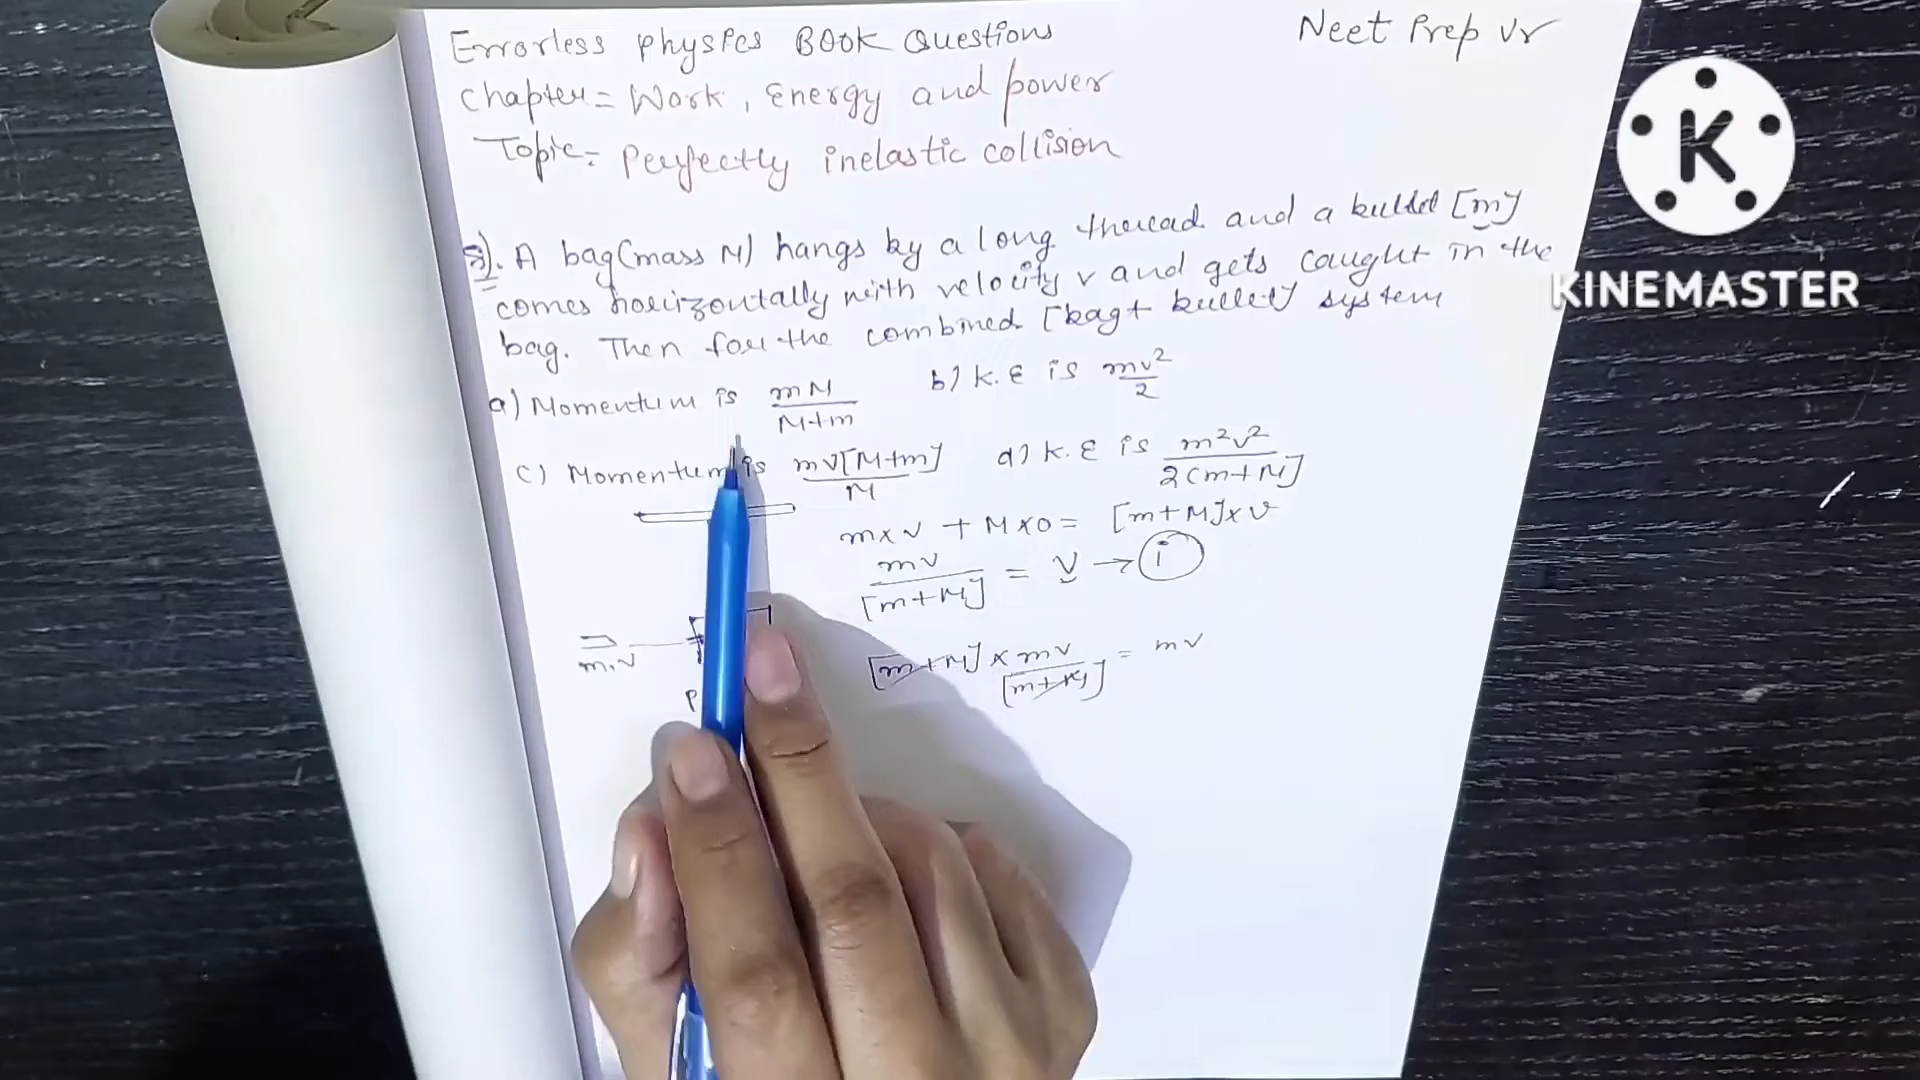 Errorless physics BOOK Questions
Neet Prep vr
Chapter = Work, Energy and power
Topic = Perfectly inelastic collision
KINEMASTER
8). A bag (mass M) hangs by a long theread and a bullet [m]
comes horizontally with velocity v and gets caught in the
bag. Then for the combined [bag + bullet] system
a) Momentum is mM/M+m b) K.E is mv²/2
c) Momentum is mv[M+m]/M d) K.E is m²v²/2(m+M]
m×v + M×0 = [m+M]×v
mv/[m+M] = V → i
m,v
[m+M] × mv/[m+M] = mv
P